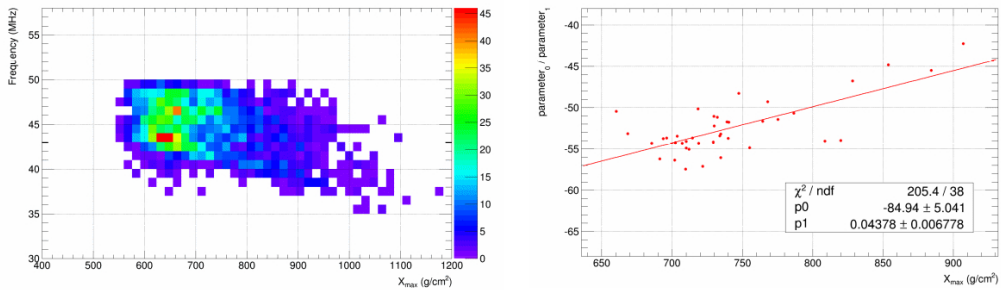 Frequency (MHz)
55
50
45
40
35
30
400 500 600 700 800 900 1000 1100 1200
X_max (g/cm²)
45
40
35
30
25
20
15
10
5
0
parameter_0 / parameter_1
-40
-45
-50
-55
-60
-65
650 700 750 800 850 900
X_max (g/cm²)
χ² / ndf 205.4 / 38
p0 -84.94 ± 5.041
p1 0.04378 ± 0.006778